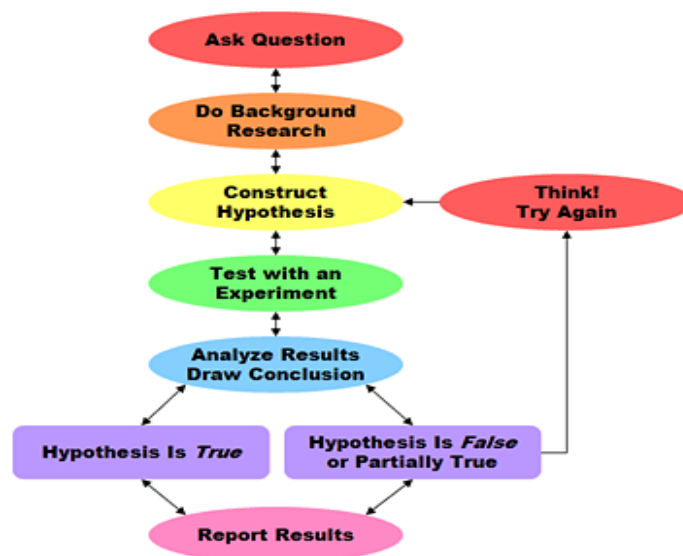 Ask Question
Do Background
Research
Construct
Hypothesis
Think!
Try Again
Test with an
Experiment
Analyze Results
Draw Conclusion
Hypothesis Is True
Hypothesis Is False
or Partially True
Report Results